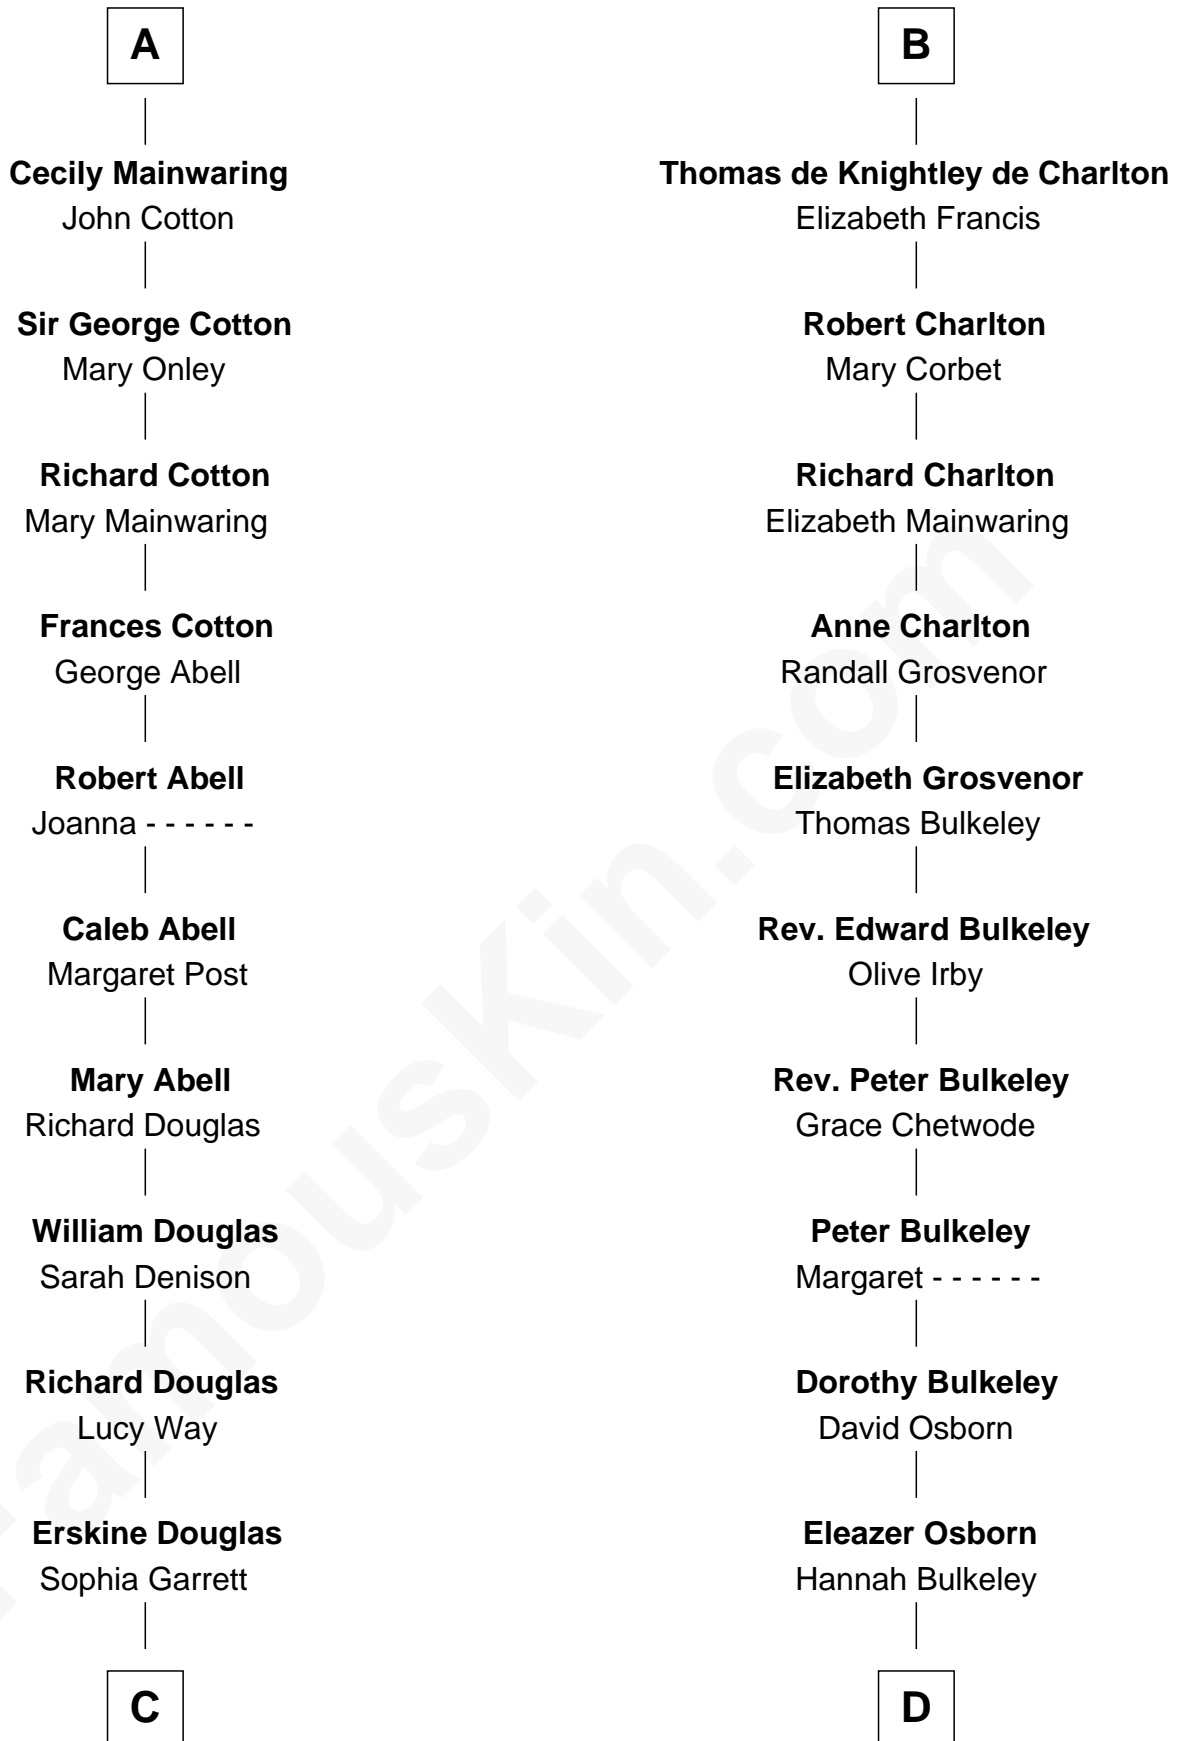 A
Cecily Mainwaring
John Cotton
Sir George Cotton
Mary Onley
Richard Cotton
Mary Mainwaring
Frances Cotton
George Abell
Robert Abell
Joanna - - - - - -
Caleb Abell
Margaret Post
Mary Abell
Richard Douglas
William Douglas
Sarah Denison
Richard Douglas
Lucy Way
Erskine Douglas
Sophia Garrett
C
B
Thomas de Knightley de Charlton
Elizabeth Francis
Robert Charlton
Mary Corbet
Richard Charlton
Elizabeth Mainwaring
Anne Charlton
Randall Grosvenor
Elizabeth Grosvenor
Thomas Bulkeley
Rev. Edward Bulkeley
Olive Irby
Rev. Peter Bulkeley
Grace Chetwode
Peter Bulkeley
Margaret - - - - - -
Dorothy Bulkeley
David Osborn
Eleazer Osborn
Hannah Bulkeley
D
FamousKin.com